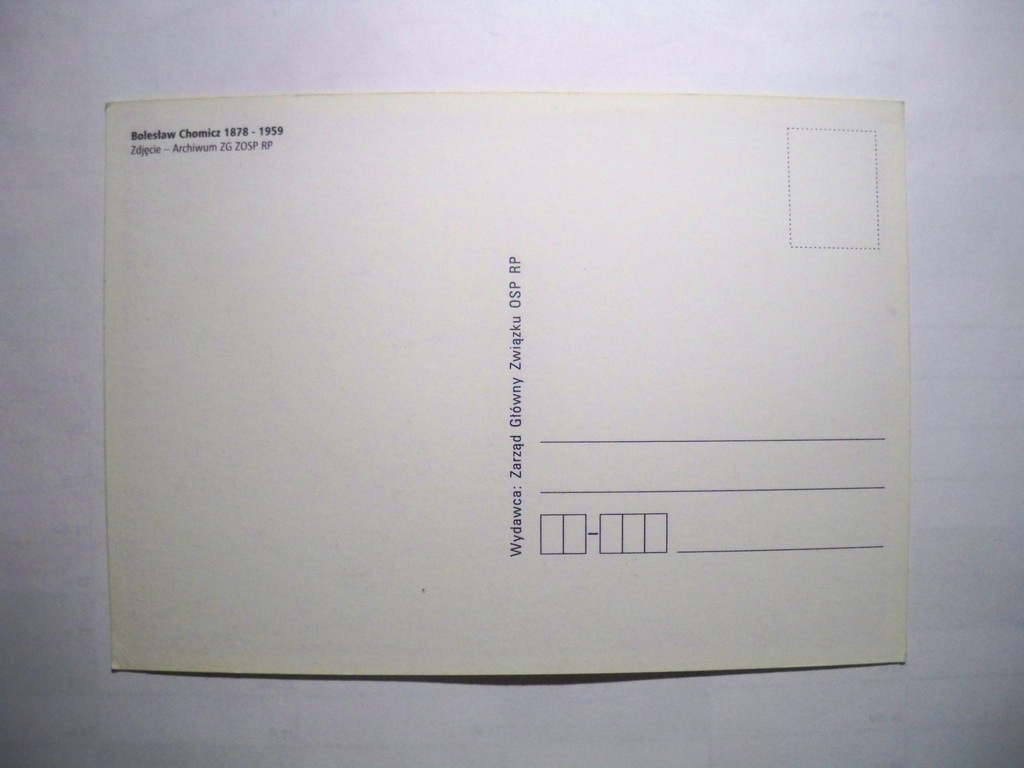 Bolesław Chomicz 1878 - 1959
Zdjęcie – Archiwum ZG ZOSP RP
Wydawca: Zarząd Główny Związku OSP RP